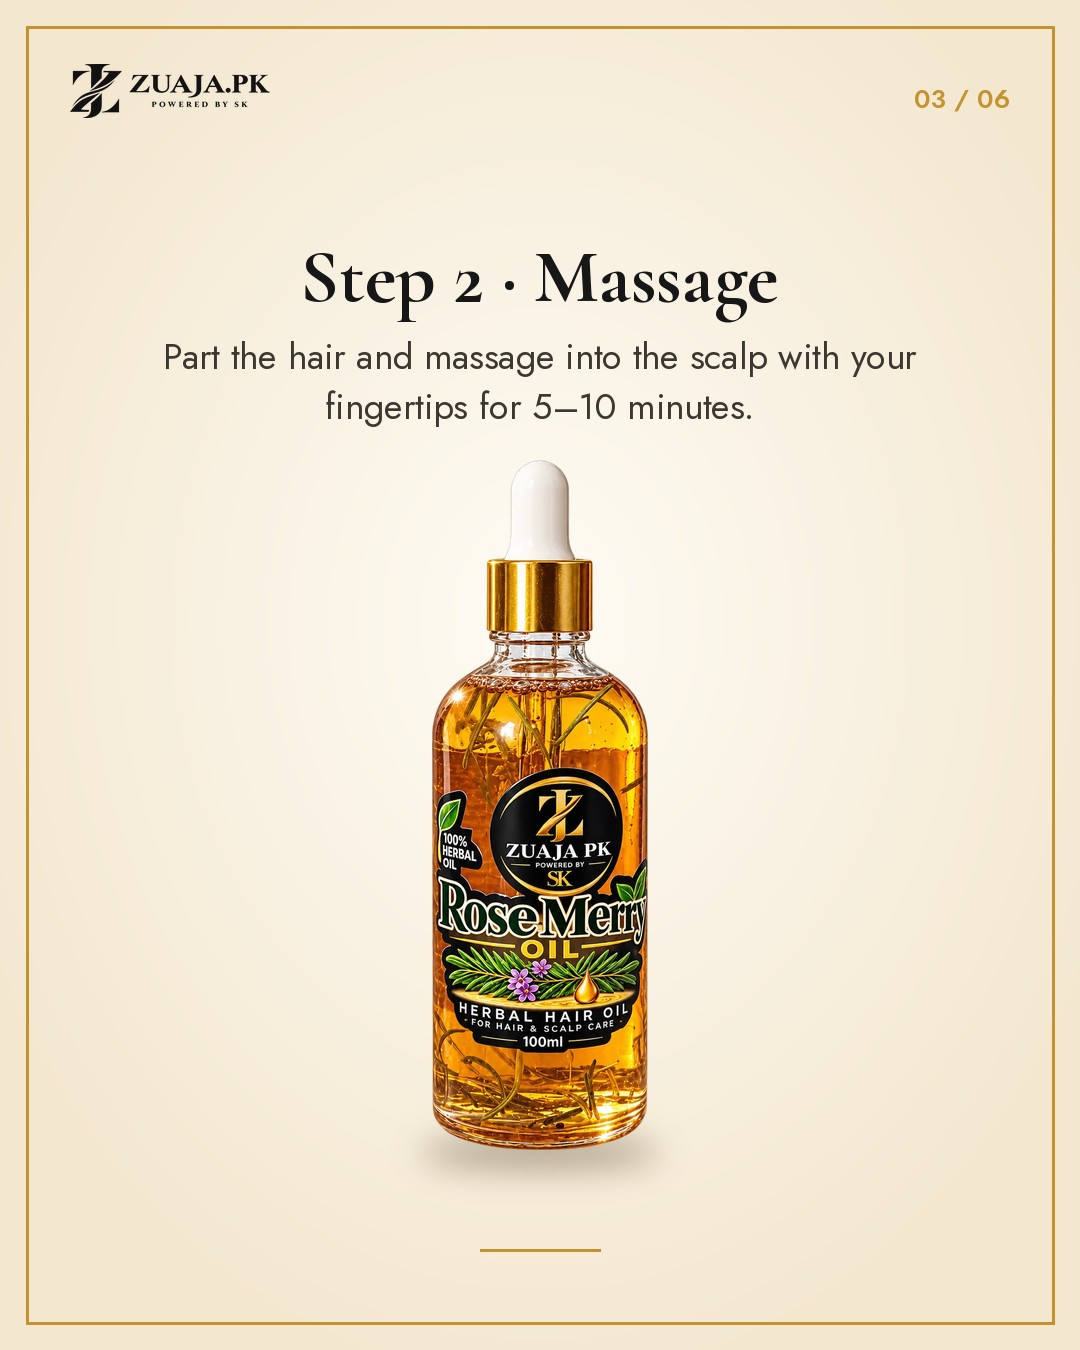 ZUAJA.PK
POWERED BY SK
03 / 06
Step 2 · Massage
Part the hair and massage into the scalp with your
fingertips for 5–10 minutes.
ZUAJA PK
POWERED BY
SK
100%
HERBAL
OIL
RoseMerry
OIL
HERBAL HAIR OIL
- FOR HAIR & SCALP CARE -
100ml